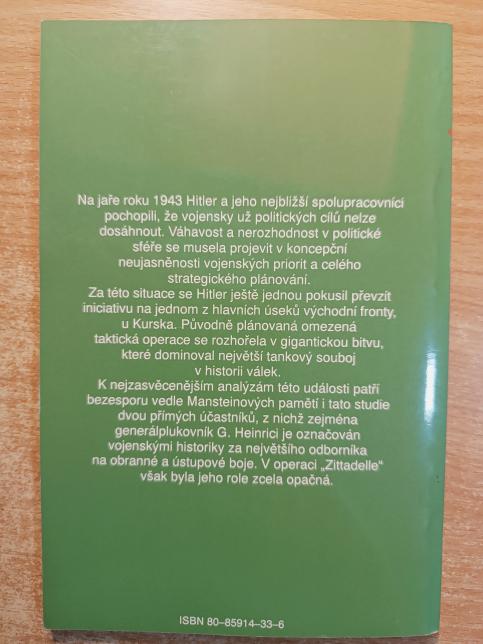 Na jaře roku 1943 Hitler a jeho nejbližší spolupracovníci
pochopili, že vojensky už politických cílů nelze
dosáhnout. Váhavost a nerozhodnost v politické
sféře se musela projevit v koncepční
neujasněnosti vojenských priorit a celého
strategického plánování.
Za této situace se Hitler ještě jednou pokusil převzít
iniciativu na jednom z hlavních úseků východní fronty,
u Kurska. Původně plánovaná omezená
taktická operace se rozhořela v gigantickou bitvu,
které dominoval největší tankový souboj
v historii válek.
K nejzasvěcenějším analýzám této události patří
bezesporu vedle Mansteinových pamětí i tato studie
dvou přímých účastníků, z nichž zejména
generálplukovník G. Heinrici je označován
vojenskými historiky za největšího odborníka
na obranné a ústupové boje. V operaci „Zittadelle“
však byla jeho role zcela opačná.
ISBN 80–85914–33–6